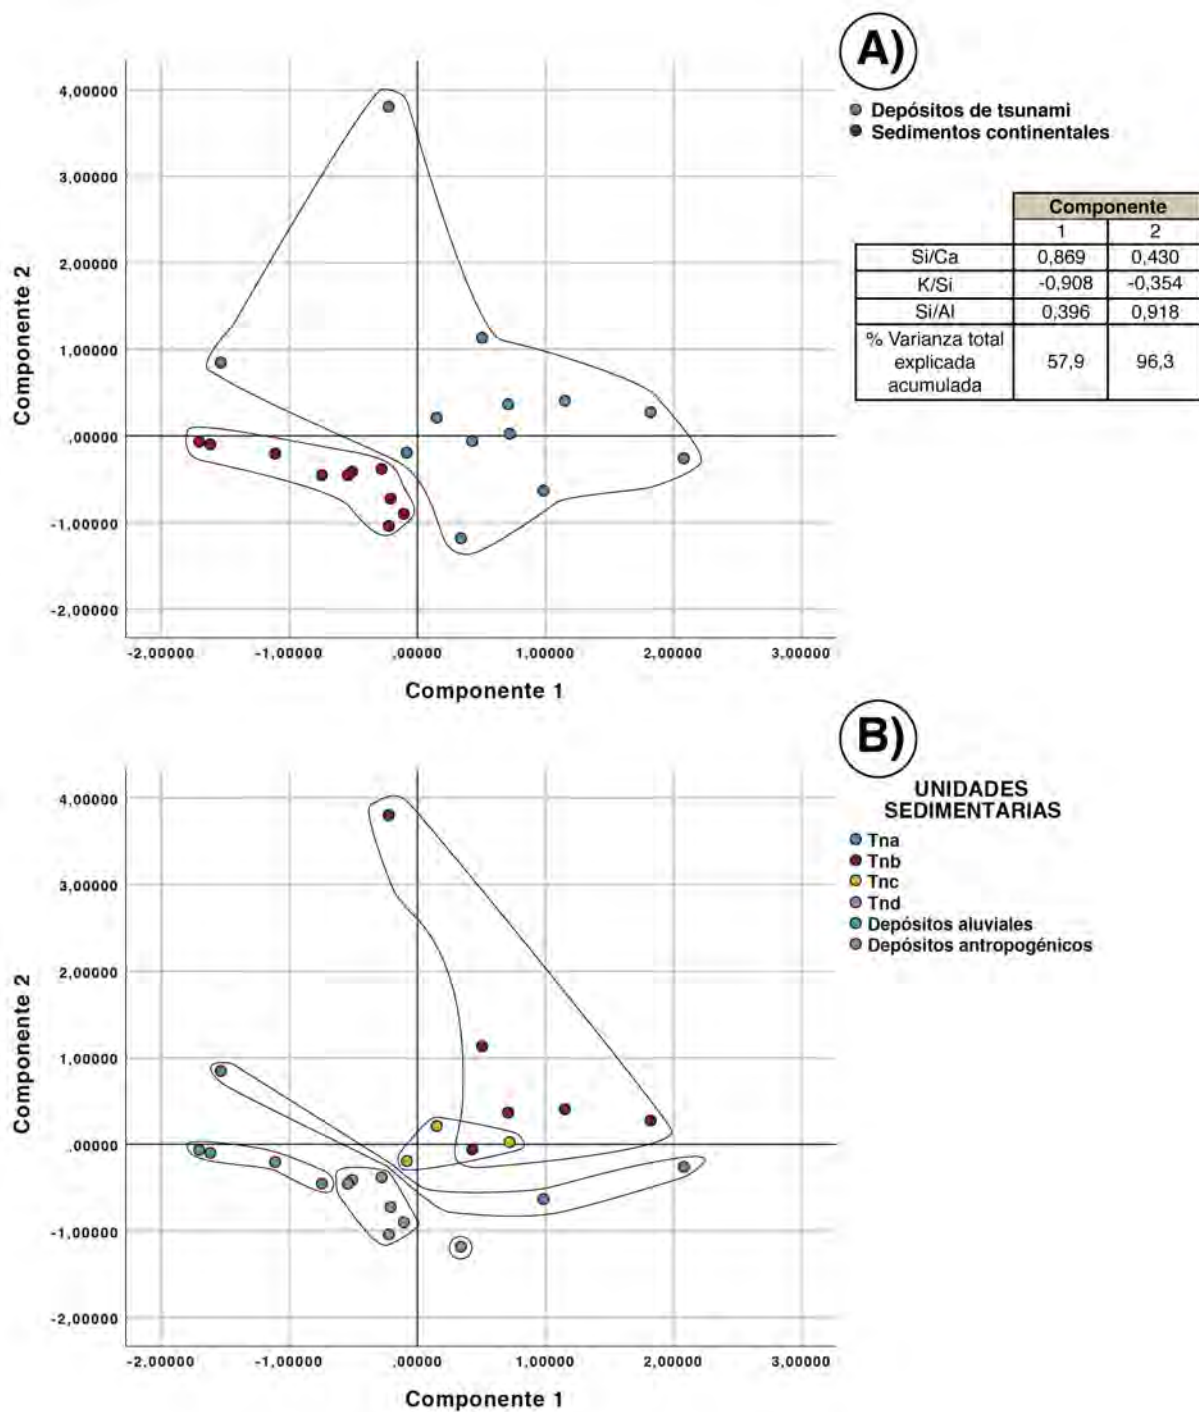 A)
Depósitos de tsunami
Sedimentos continentales
Componente
1 2
Si/Ca 0,869 0,430
K/Si -0,908 -0,354
Si/Al 0,396 0,918
% Varianza total
explicada
acumulada
57,9 96,3
4,00000
3,00000
2,00000
1,00000
,00000
-1,00000
-2,00000
Componente 2
-2,00000 -1,00000 ,00000 1,00000 2,00000 3,00000
Componente 1
B)
UNIDADES
SEDIMENTARIAS
Tna
Tnb
Tnc
Tnd
Depósitos aluviales
Depósitos antropogénicos
4,00000
3,00000
2,00000
1,00000
,00000
-1,00000
-2,00000
Componente 2
-2,00000 -1,00000 ,00000 1,00000 2,00000 3,00000
Componente 1